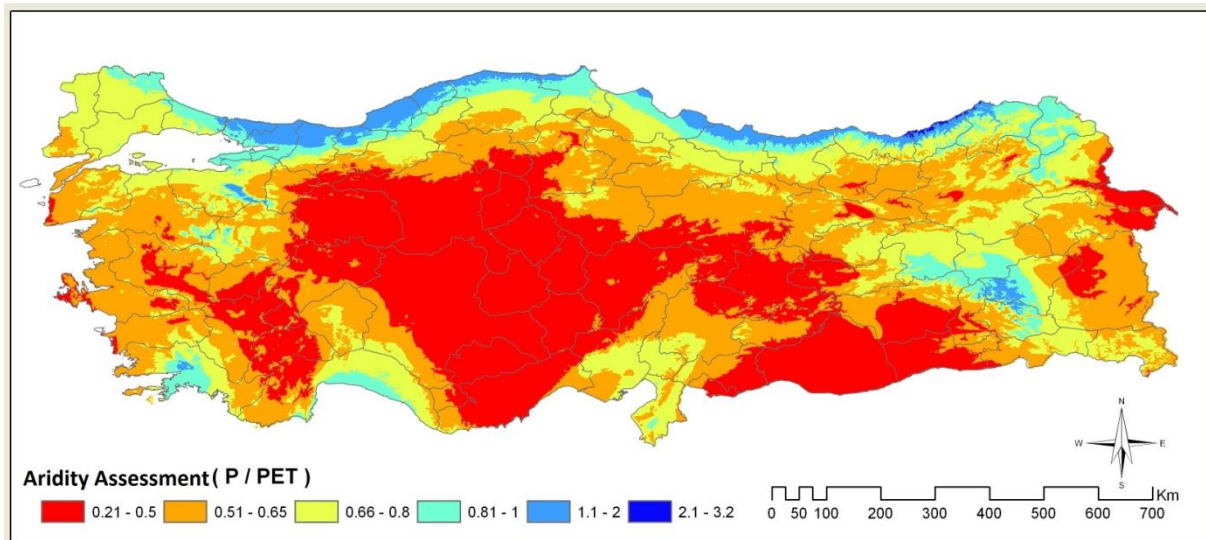 N
W E
S
Aridity Assessment ( P / PET )
0.21 - 0.5 0.51 - 0.65 0.66 - 0.8 0.81 - 1 1.1 - 2 2.1 - 3.2
Km
0 50 100 200 300 400 500 600 700